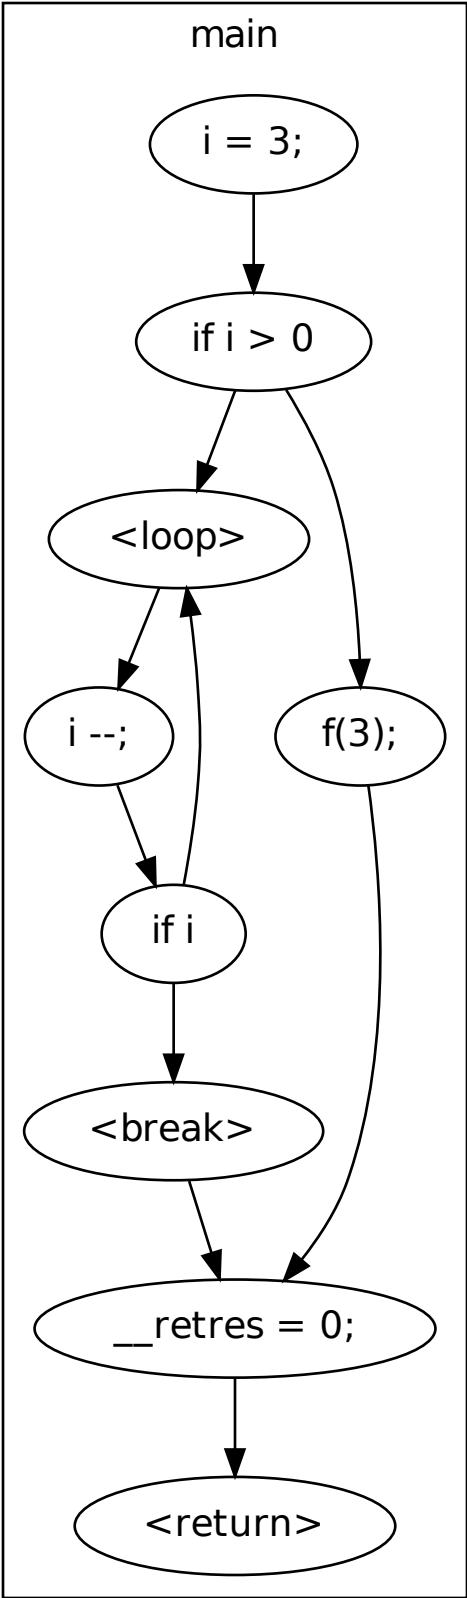 main
i = 3;
if i > 0
<loop>
i --;
f(3);
if i
<break>
__retres = 0;
<return>